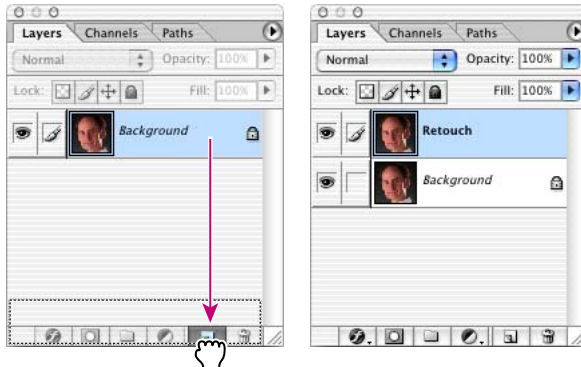 Layers Channels Paths
Normal Opacity: 100%
Lock: Fill: 100%
Background
Layers Channels Paths
Normal Opacity: 100%
Lock: Fill: 100%
Retouch
Background